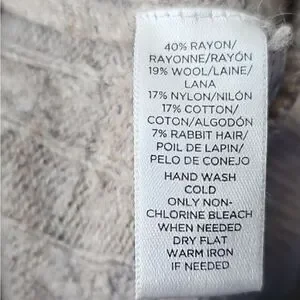 40% RAYON/
RAYONNE/RAYÓN
19% WOOL/LAINE/
LANA
17% NYLON/NILÓN
17% COTTON/
COTON/ALGODÓN
7% RABBIT HAIR/
POIL DE LAPIN/
PELO DE CONEJO
HAND WASH
COLD
ONLY NON-
CHLORINE BLEACH
WHEN NEEDED
DRY FLAT
WARM IRON
IF NEEDED